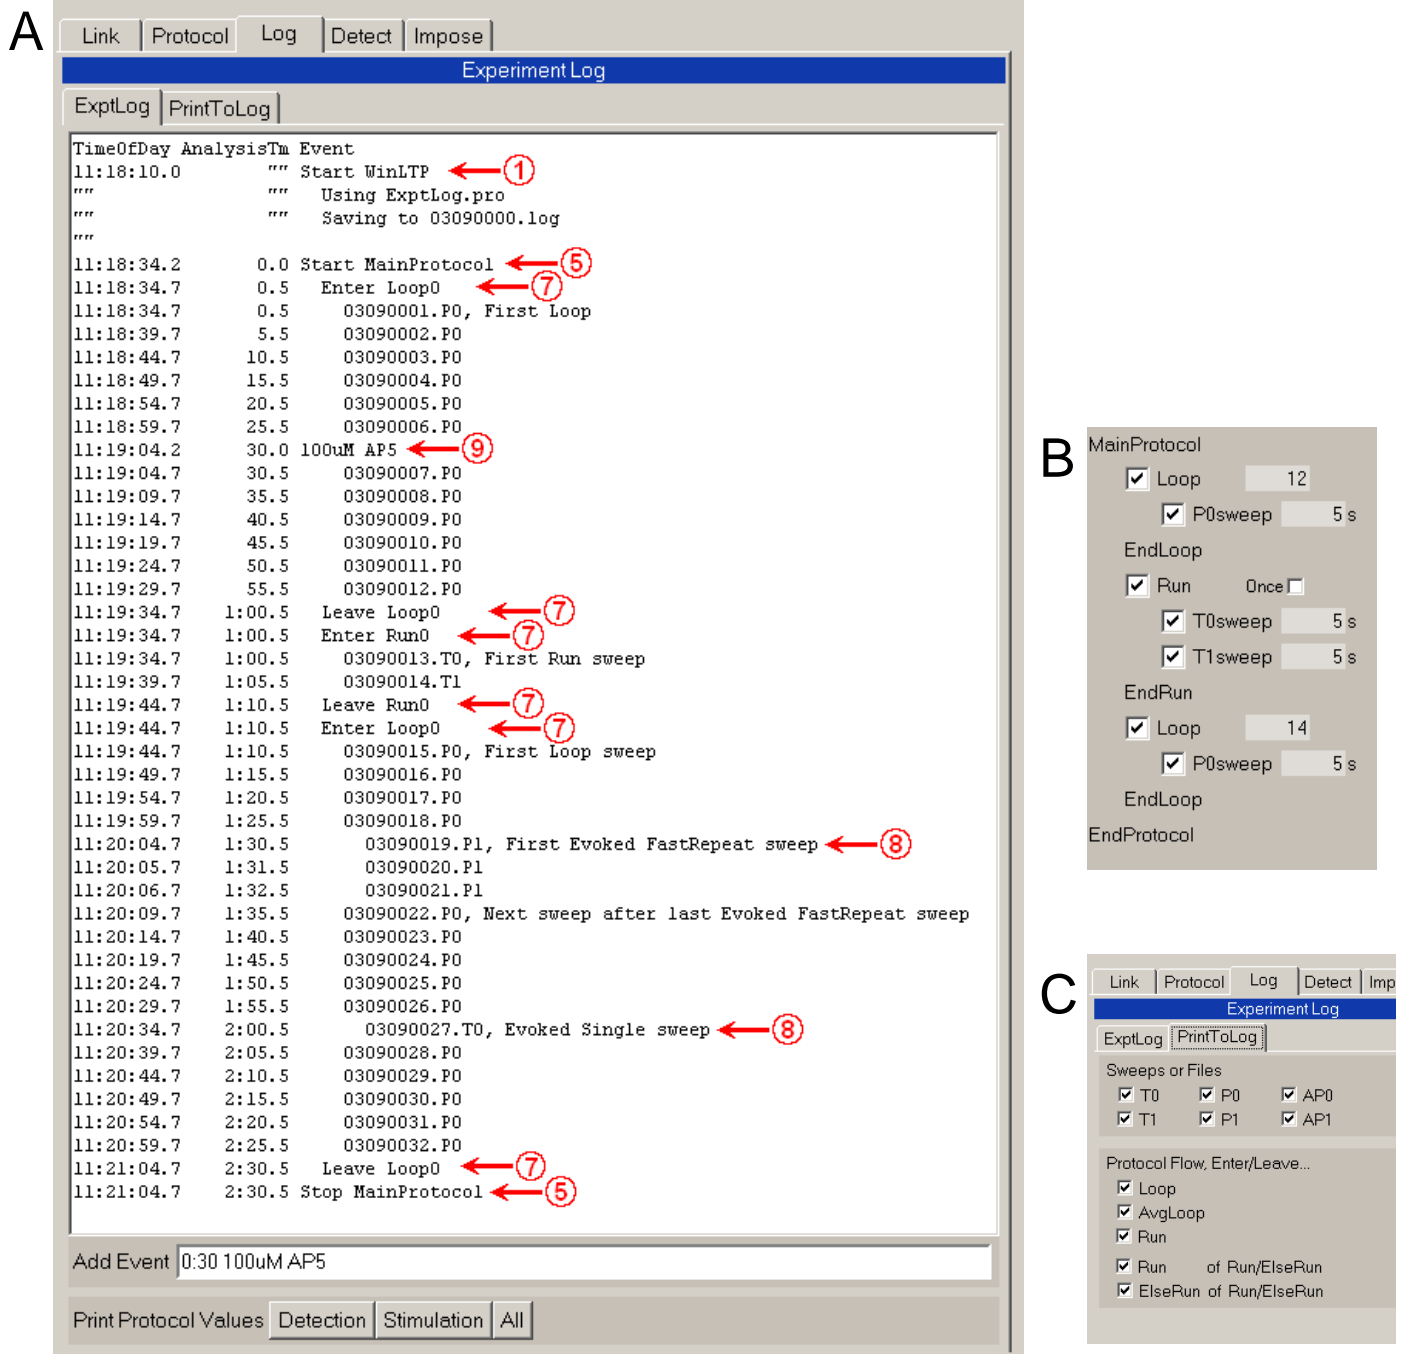 A
Link Protocol Log Detect Impose
Experiment Log
ExptLog PrintToLog
TimeOfDay AnalysisTm Event
11:18:10.0 "" Start WinLTP 1
"" "" Using ExptLog.pro
"" "" Saving to 03090000.log
""
11:18:34.2 0.0 Start MainProtocol 5
11:18:34.7 0.5 Enter Loop0 7
11:18:34.7 0.5 03090001.P0, First Loop
11:18:39.7 5.5 03090002.P0
11:18:44.7 10.5 03090003.P0
11:18:49.7 15.5 03090004.P0
11:18:54.7 20.5 03090005.P0
11:18:59.7 25.5 03090006.P0
11:19:04.2 30.0 100uM AP5 9
11:19:04.7 30.5 03090007.P0
11:19:09.7 35.5 03090008.P0
11:19:14.7 40.5 03090009.P0
11:19:19.7 45.5 03090010.P0
11:19:24.7 50.5 03090011.P0
11:19:29.7 55.5 03090012.P0
11:19:34.7 1:00.5 Leave Loop0 7
11:19:34.7 1:00.5 Enter Run0 7
11:19:34.7 1:00.5 03090013.T0, First Run sweep
11:19:39.7 1:05.5 03090014.T1
11:19:44.7 1:10.5 Leave Run0 7
11:19:44.7 1:10.5 Enter Loop0 7
11:19:44.7 1:10.5 03090015.P0, First Loop sweep
11:19:49.7 1:15.5 03090016.P0
11:19:54.7 1:20.5 03090017.P0
11:19:59.7 1:25.5 03090018.P0
11:20:04.7 1:30.5 03090019.P1, First Evoked FastRepeat sweep 8
11:20:05.7 1:31.5 03090020.P1
11:20:06.7 1:32.5 03090021.P1
11:20:09.7 1:35.5 03090022.P0, Next sweep after last Evoked FastRepeat sweep
11:20:14.7 1:40.5 03090023.P0
11:20:19.7 1:45.5 03090024.P0
11:20:24.7 1:50.5 03090025.P0
11:20:29.7 1:55.5 03090026.P0
11:20:34.7 2:00.5 03090027.T0, Evoked Single sweep 8
11:20:39.7 2:05.5 03090028.P0
11:20:44.7 2:10.5 03090029.P0
11:20:49.7 2:15.5 03090030.P0
11:20:54.7 2:20.5 03090031.P0
11:20:59.7 2:25.5 03090032.P0
11:21:04.7 2:30.5 Leave Loop0 7
11:21:04.7 2:30.5 Stop MainProtocol 5
Add Event 0:30 100uM AP5
Print Protocol Values Detection Stimulation All
B
MainProtocol
Loop 12
P0sweep 5 s
EndLoop
Run Once
T0sweep 5 s
T1sweep 5 s
EndRun
Loop 14
P0sweep 5 s
EndLoop
EndProtocol
C
Link Protocol Log Detect Imp
Experiment Log
ExptLog PrintToLog
Sweeps or Files
T0 P0 AP0
T1 P1 AP1
Protocol Flow, Enter/Leave...
Loop
AvgLoop
Run
Run of Run/ElseRun
ElseRun of Run/ElseRun